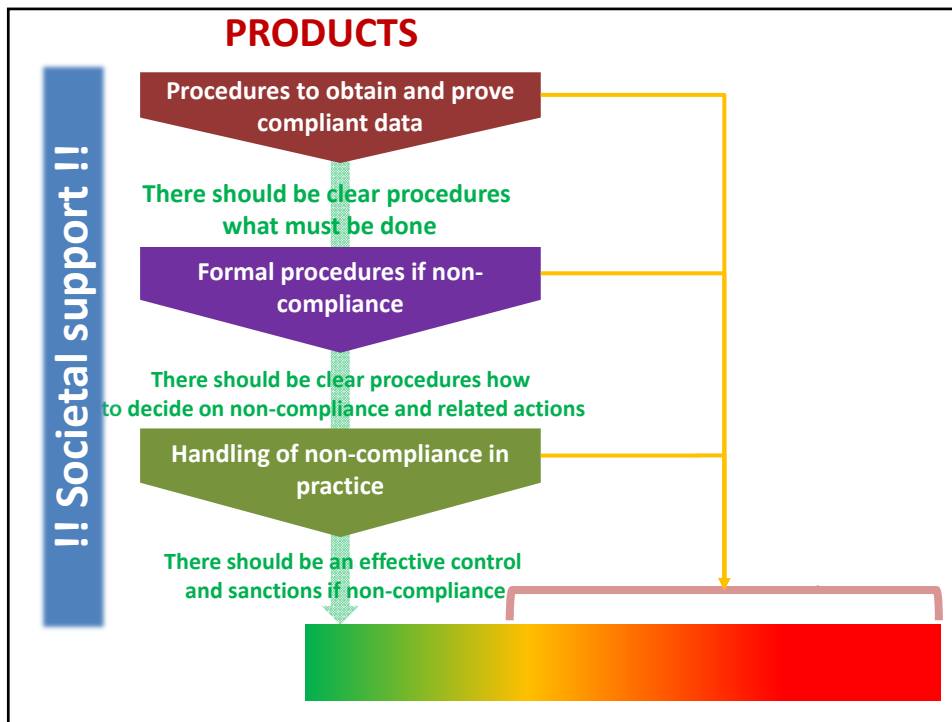 PRODUCTS
!! Societal support !!
Procedures to obtain and prove
compliant data
There should be clear procedures
what must be done
Formal procedures if non-
compliance
There should be clear procedures how
to decide on non-compliance and related actions
Handling of non-compliance in
practice
There should be an effective control
and sanctions if non-compliance